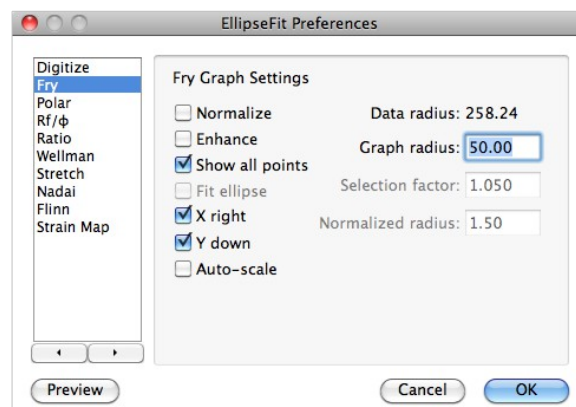 EllipseFit Preferences
Digitize
Fry
Polar
Rf/ϕ
Ratio
Wellman
Stretch
Nadai
Flinn
Strain Map
Fry Graph Settings
Normalize
Enhance
Show all points
Fit ellipse
X right
Y down
Auto-scale
Data radius: 258.24
Graph radius: 50.00
Selection factor: 1.050
Normalized radius: 1.50
Preview
Cancel
OK